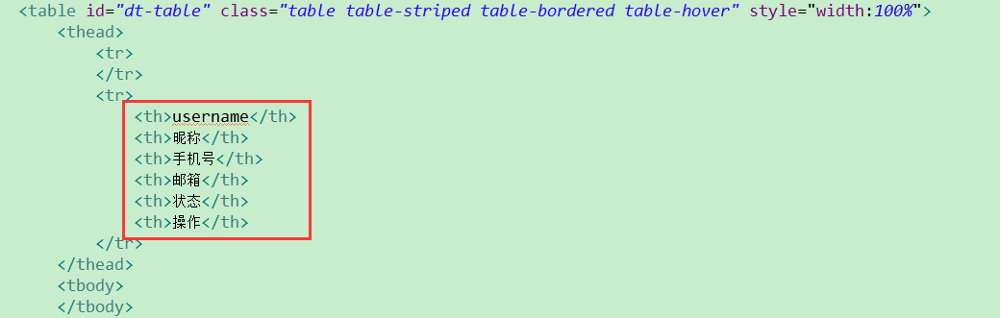 <table id="dt-table" class="table table-striped table-bordered table-hover" style="width:100%">
<thead>
<tr>
</tr>
<tr>
<th>username</th>
<th>昵称</th>
<th>手机号</th>
<th>邮箱</th>
<th>状态</th>
<th>操作</th>
</tr>
</thead>
<tbody>
</tbody>